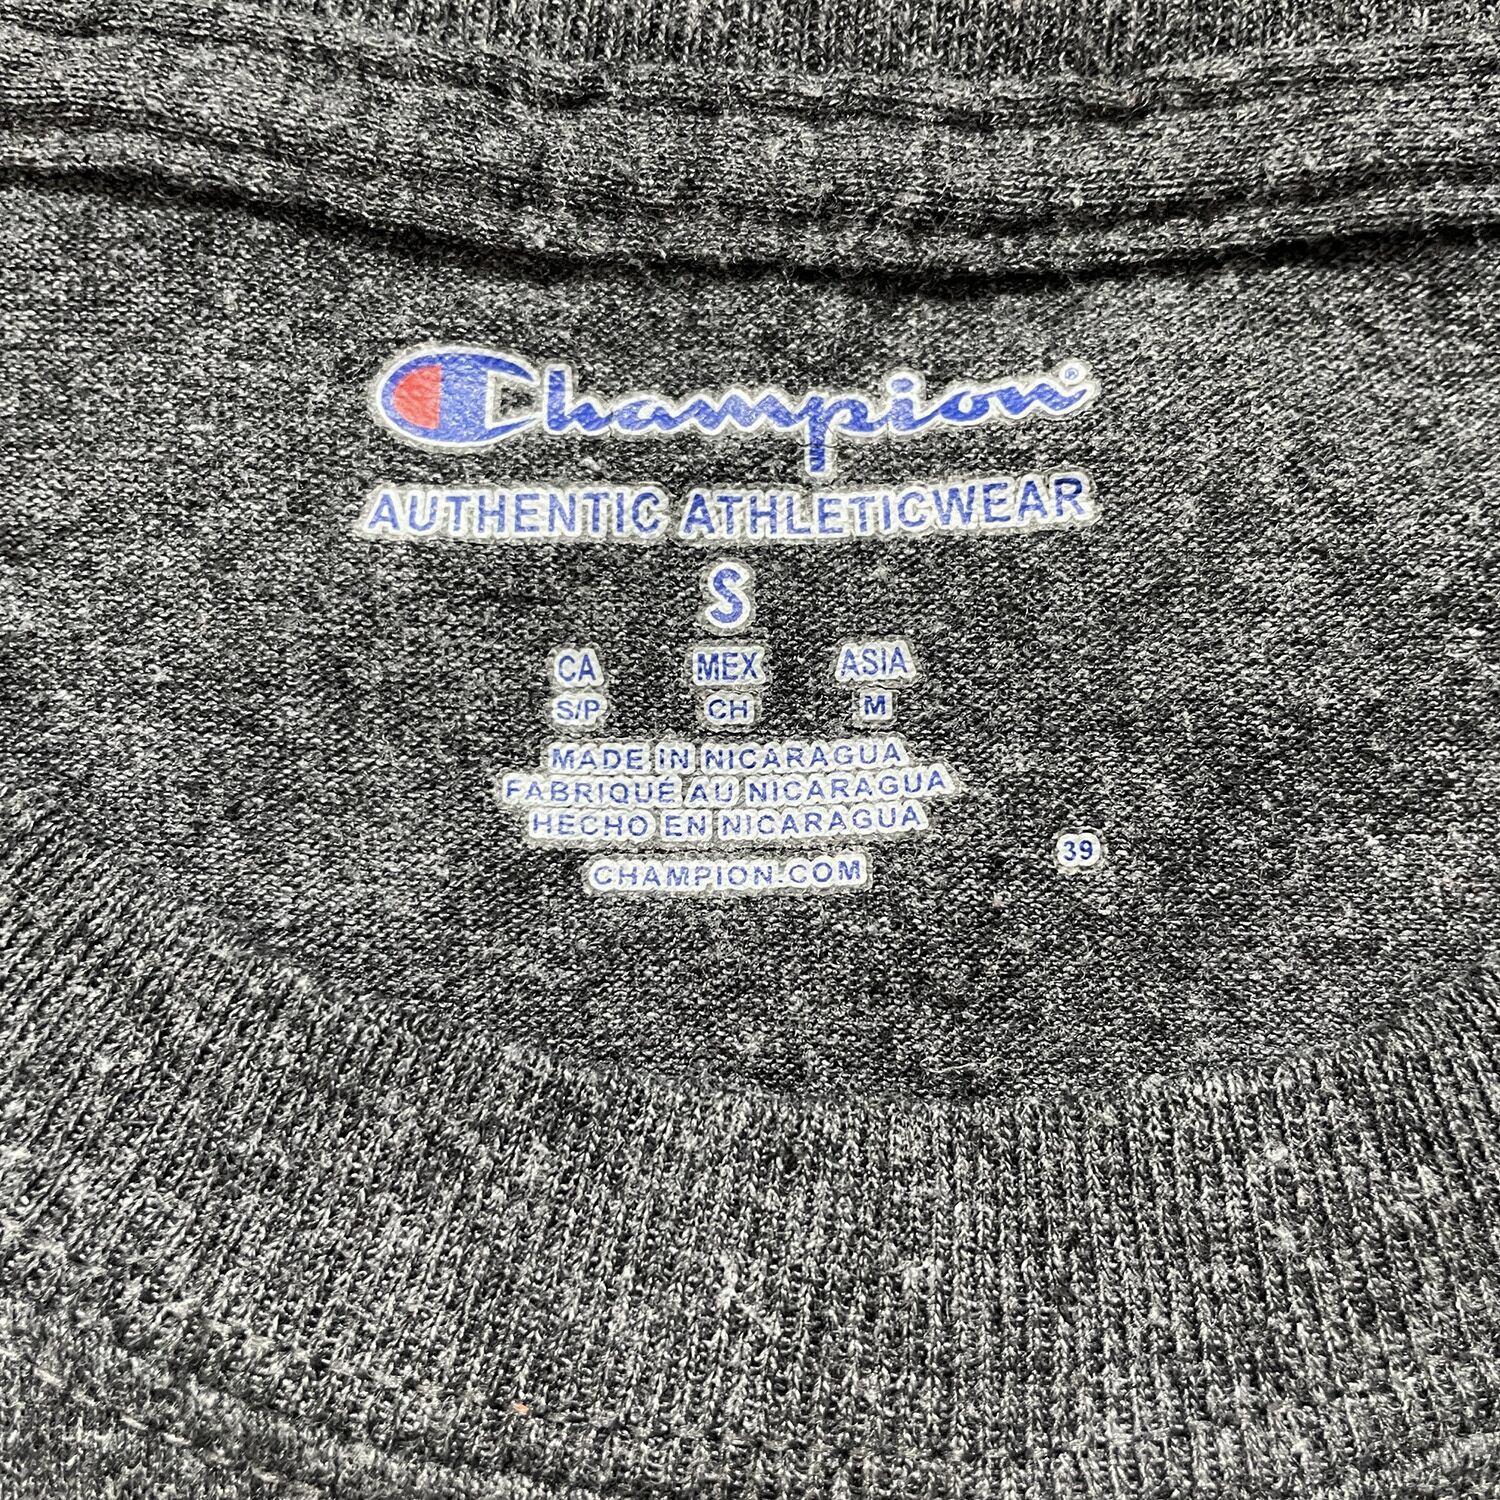 Champion®
AUTHENTIC ATHLETICWEAR
S
CA MEX ASIA
S/P CH M
MADE IN NICARAGUA
FABRIQUÉ AU NICARAGUA
HECHO EN NICARAGUA
39
CHAMPION.COM